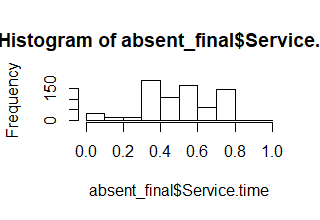 Histogram of absent_final$Service.
Frequency
150
0
0.0 0.2 0.4 0.6 0.8 1.0
absent_final$Service.time